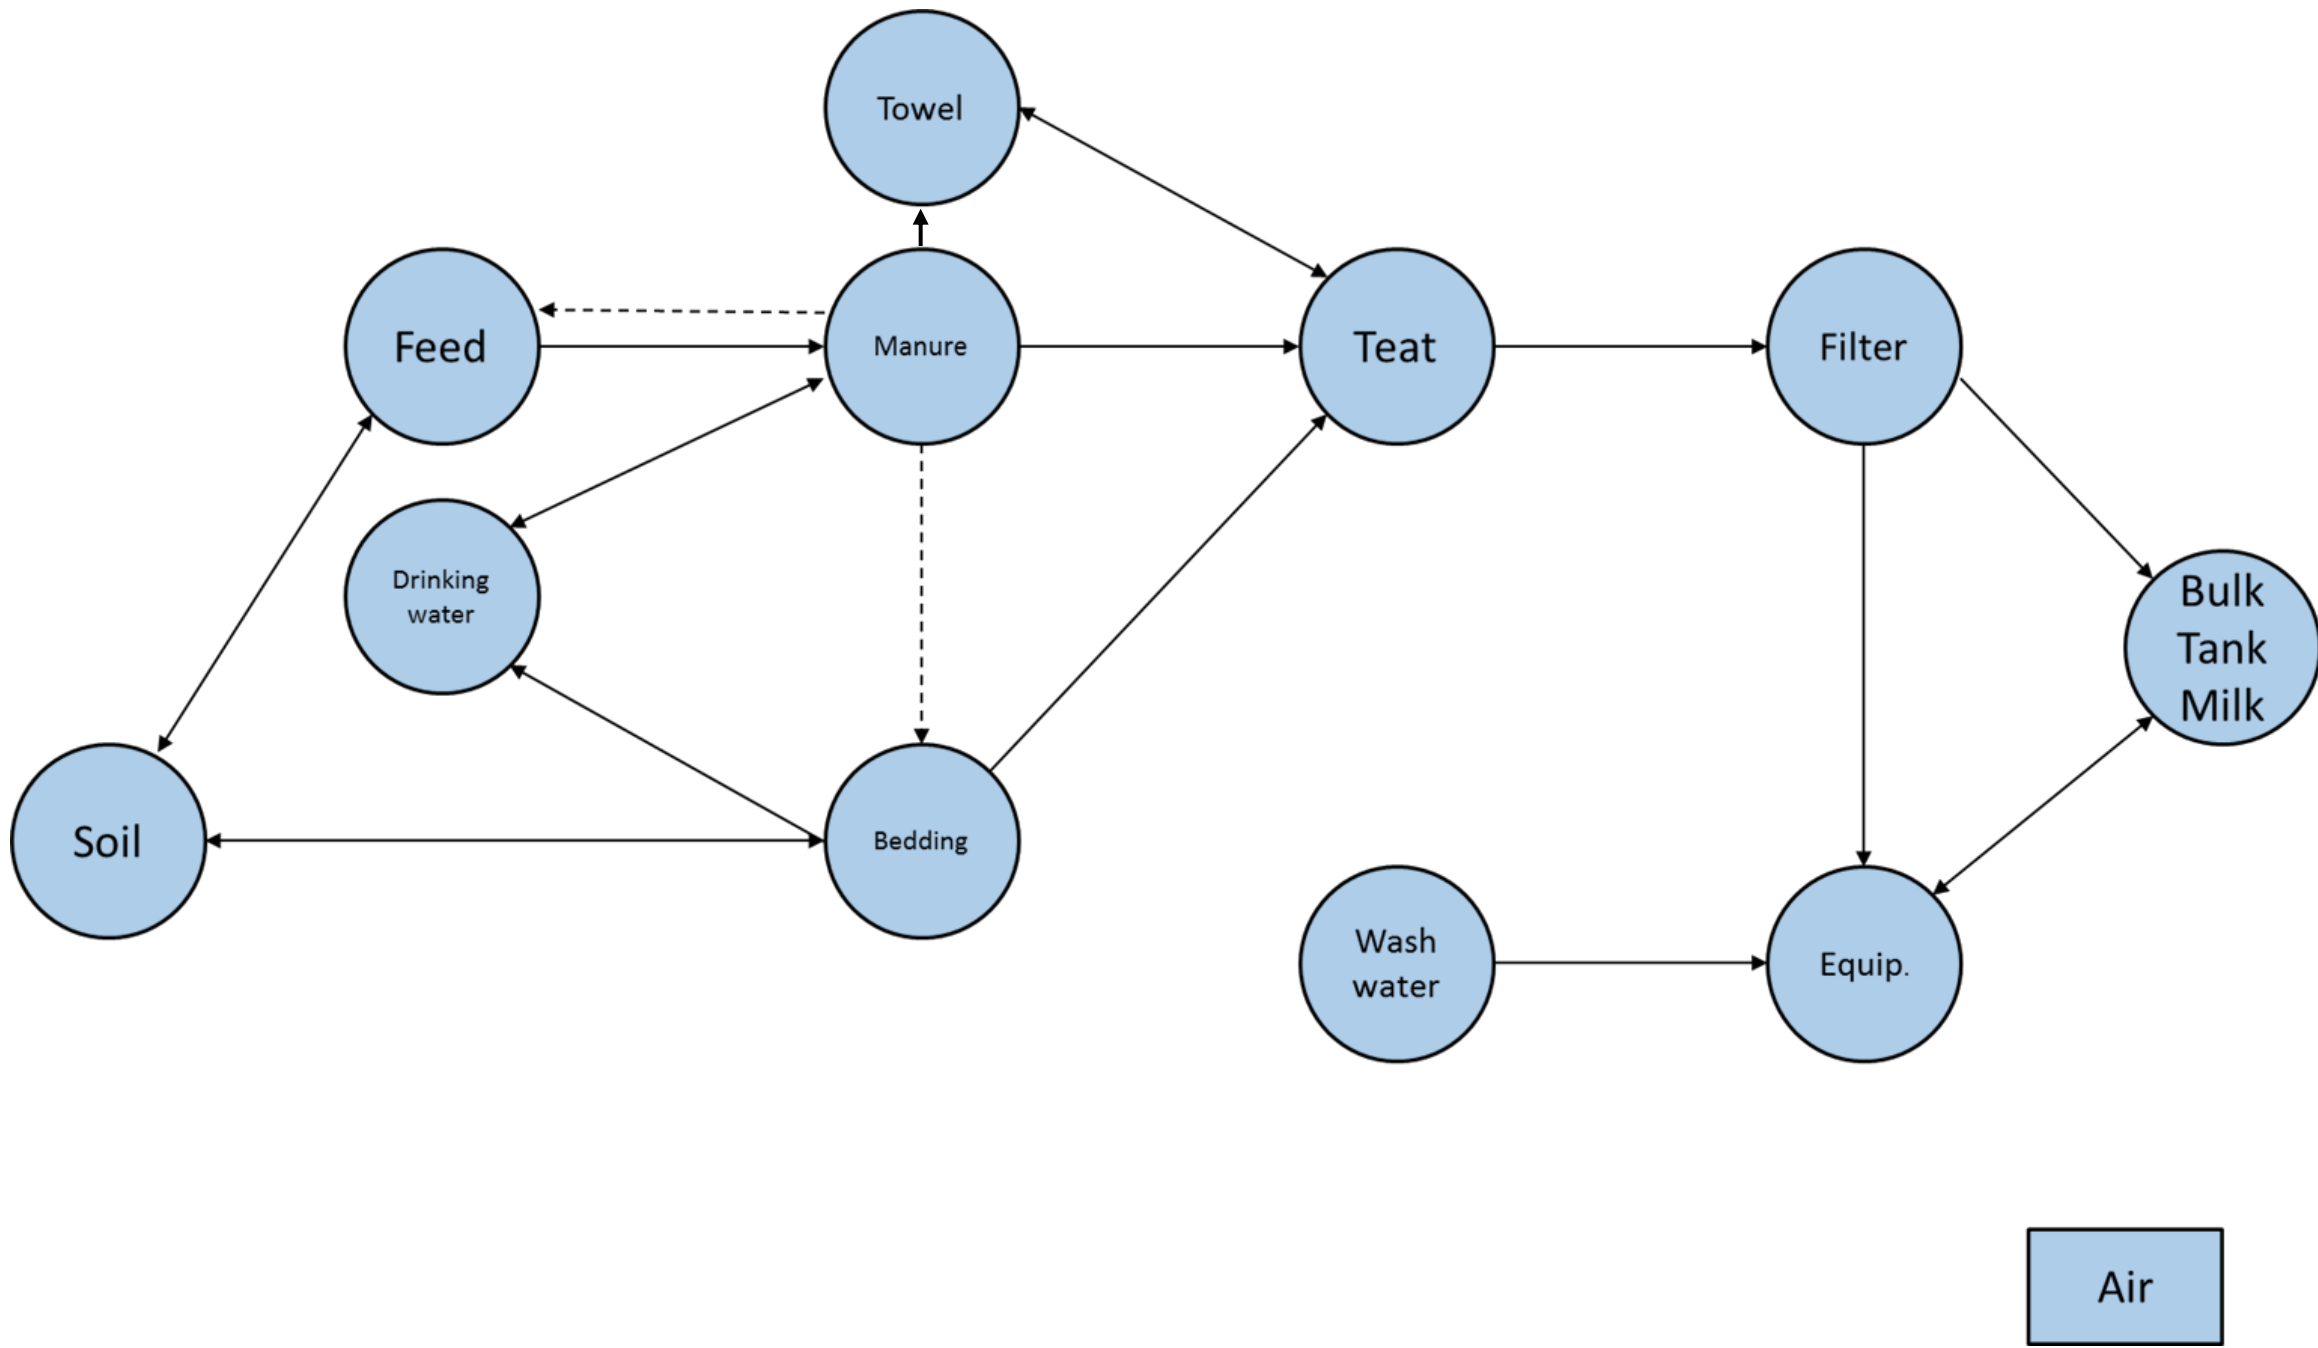 Towel
Feed
Manure
Teat
Filter
Drinking
water
Bulk
Tank
Milk
Soil
Bedding
Wash
water
Equip.
Air